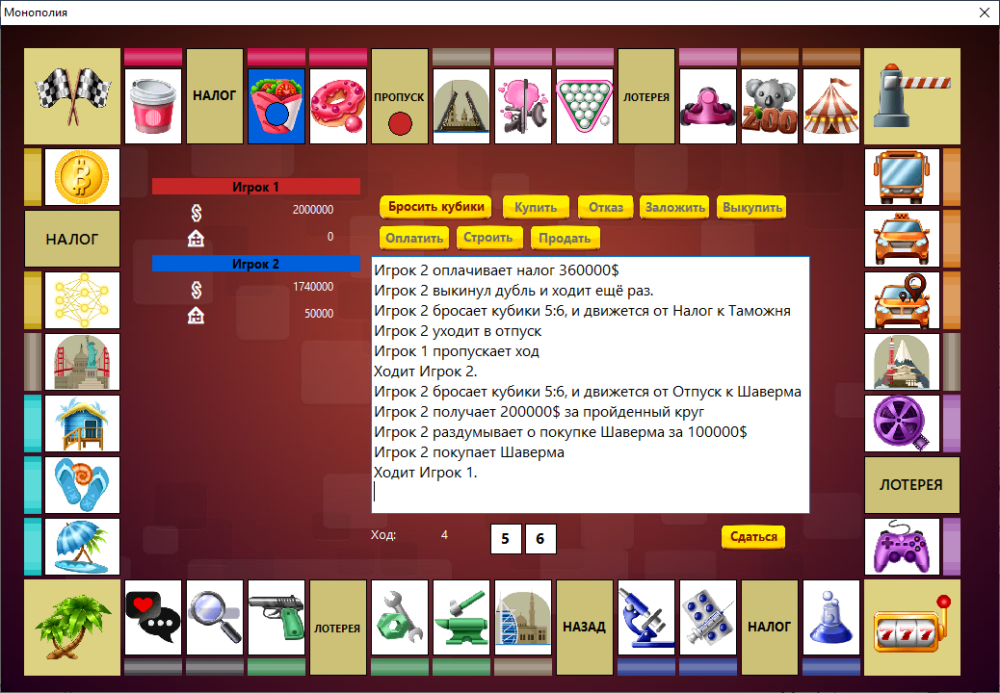 Монополия
НАЛОГ
ПРОПУСК
ЛОТЕРЕЯ
ZOO
НАЛОГ
Игрок 1
2000000
0
Игрок 2
1740000
50000
Бросить кубики
Купить
Отказ
Заложить
Выкупить
Оплатить
Строить
Продать
Игрок 2 оплачивает налог 360000$
Игрок 2 выкинул дубль и ходит ещё раз.
Игрок 2 бросает кубики 5:6, и движется от Налог к Таможня
Игрок 2 уходит в отпуск
Игрок 1 пропускает ход
Ходит Игрок 2.
Игрок 2 бросает кубики 5:6, и движется от Отпуск к Шаверма
Игрок 2 получает 200000$ за пройденный круг
Игрок 2 раздумывает о покупке Шаверма за 100000$
Игрок 2 покупает Шаверма
Ходит Игрок 1.
Ход:
4
5
6
Сдаться
ЛОТЕРЕЯ
ЛОТЕРЕЯ
НАЗАД
НАЛОГ
777